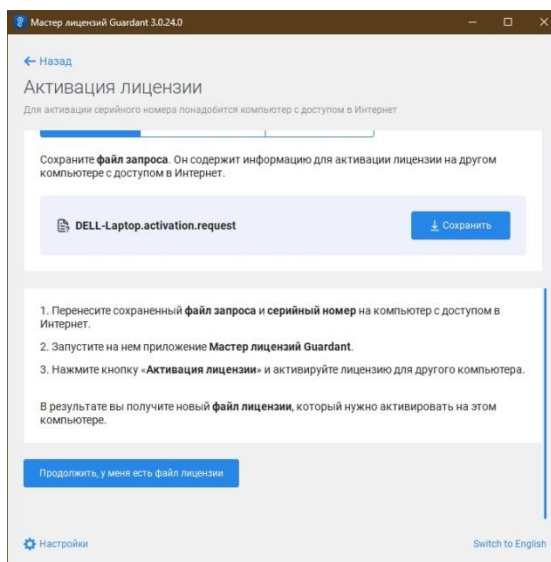 Мастер лицензий Guardant 3.0.24.0
Назад
Активация лицензии
Для активации серийного номера понадобится компьютер с доступом в Интернет
Сохраните файл запроса. Он содержит информацию для активации лицензии на другом
компьютере с доступом в Интернет.
DELL-Laptop.activation.request
Сохранить
1. Перенесите сохраненный файл запроса и серийный номер на компьютер с доступом в
Интернет.
2. Запустите на нем приложение Мастер лицензий Guardant.
3. Нажмите кнопку «Активация лицензии» и активируйте лицензию для другого компьютера.
В результате вы получите новый файл лицензии, который нужно активировать на этом
компьютере.
Продолжить, у меня есть файл лицензии
Настройки
Switch to English